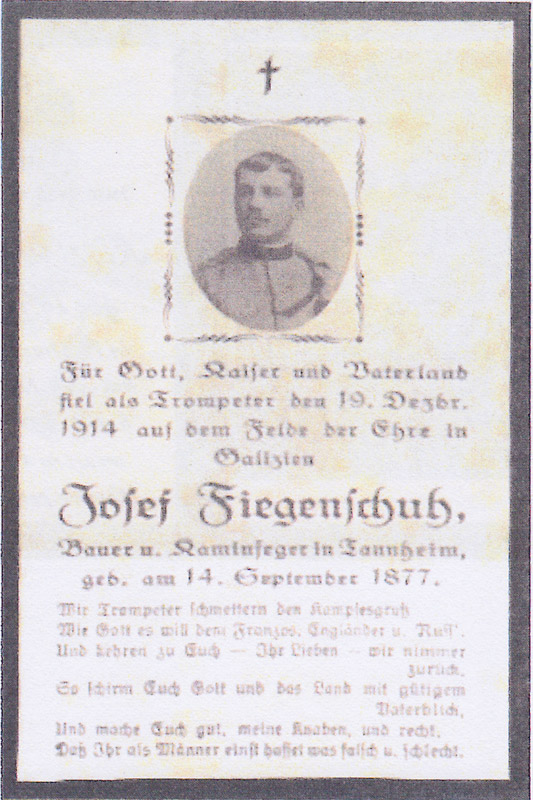 Für Gott, Kaiser und Vaterland
fiel als Trompeter den 19. Dezbr.
1914 auf dem Felde der Ehre in
Galizien
Josef Fiegenschuh,
Bauer u. Kaminfeger in Tannheim,
geb. am 14. September 1877.
Wir Trompeter schmettern den Kampfesgruß
Wie Gott es will dem Franzos, Engländer u. Russ'.
Und kehren zu Euch — Ihr Lieben — wir nimmer
zurück.
So schirm Euch Gott und das Land mit gütigem
Vaterblick,
Und mache Euch gut, meine Knaben, und recht.
Daß Ihr als Männer einst hasset was falsch u. schlecht.